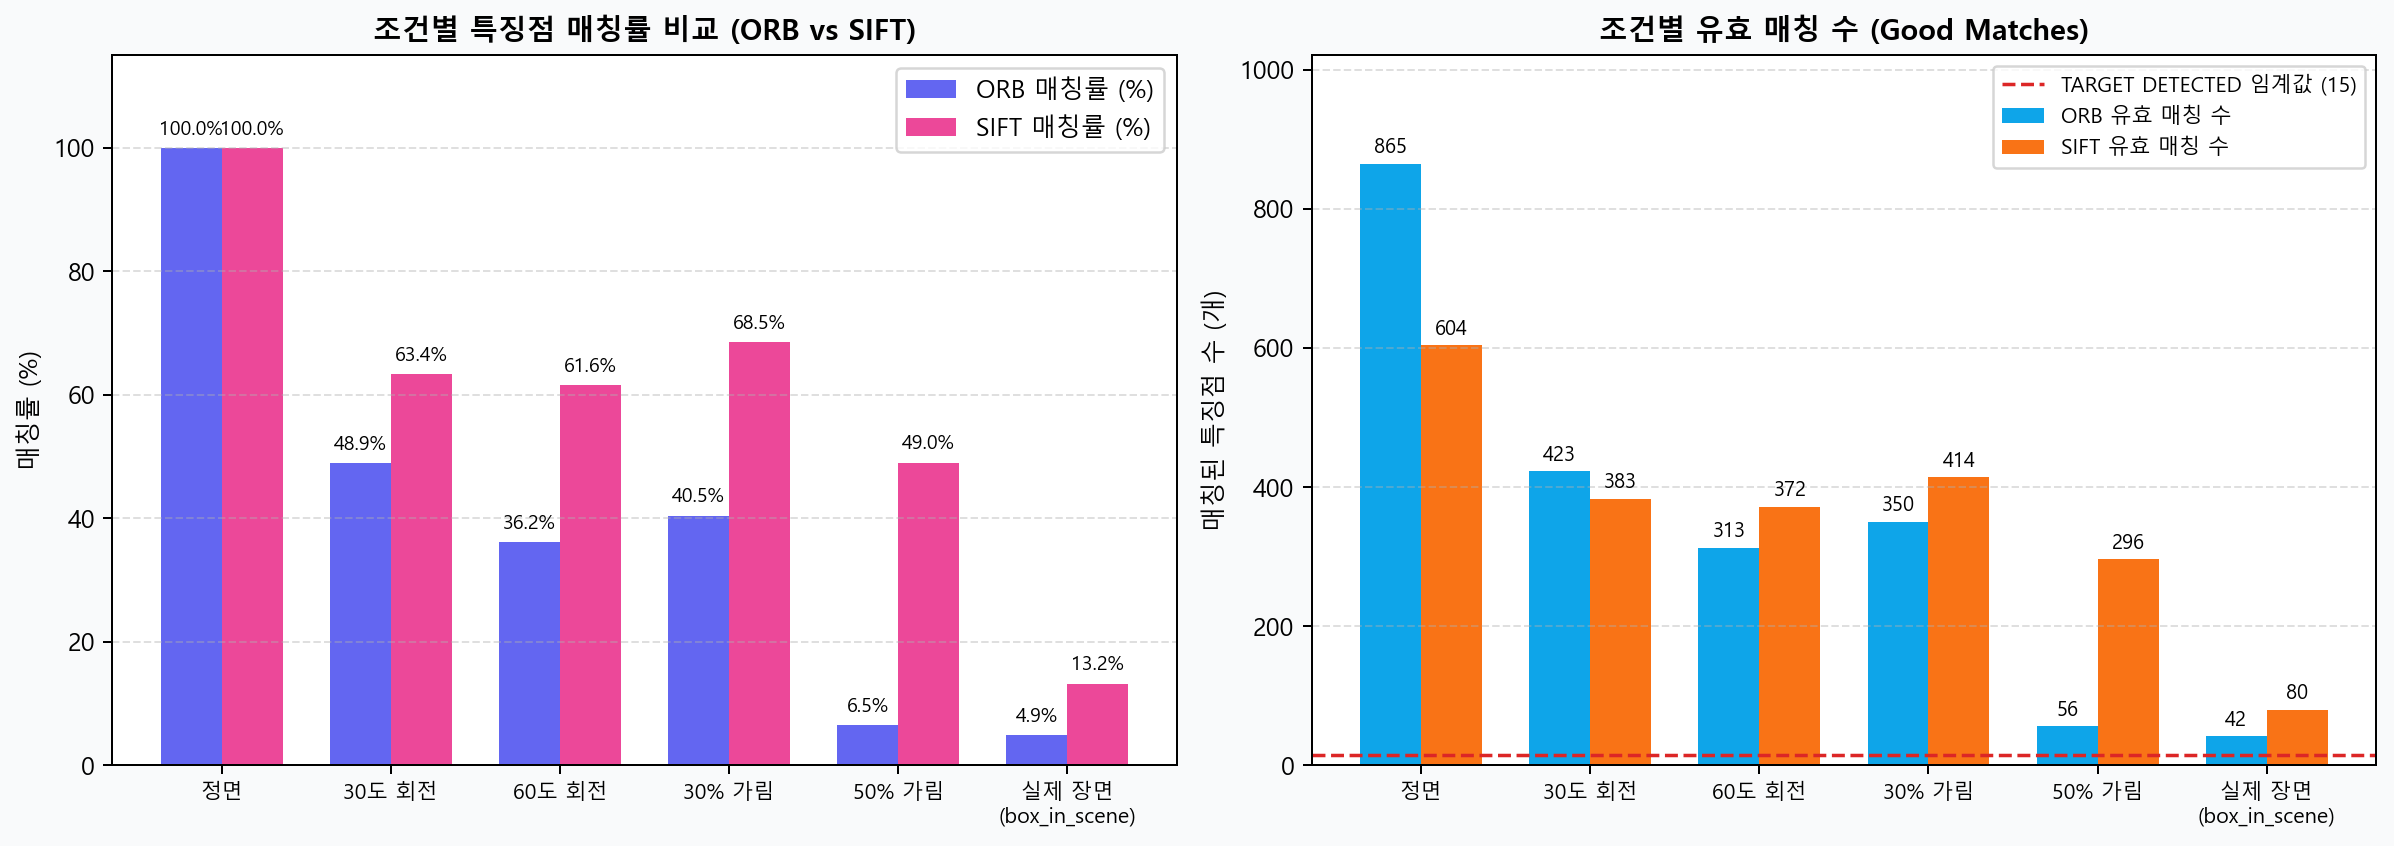 조건별 특징점 매칭률 비교 (ORB vs SIFT)
ORB 매칭률 (%)
SIFT 매칭률 (%)
매칭률 (%)
100
80
60
40
20
0
100.0%
100.0%
48.9%
63.4%
36.2%
61.6%
40.5%
68.5%
6.5%
49.0%
4.9%
13.2%
정면
30도 회전
60도 회전
30% 가림
50% 가림
실제 장면
(box_in_scene)
조건별 유효 매칭 수 (Good Matches)
TARGET DETECTED 임계값 (15)
ORB 유효 매칭 수
SIFT 유효 매칭 수
매칭된 특징점 수 (개)
1000
800
600
400
200
0
865
604
423
383
313
372
350
414
56
296
42
80
정면
30도 회전
60도 회전
30% 가림
50% 가림
실제 장면
(box_in_scene)